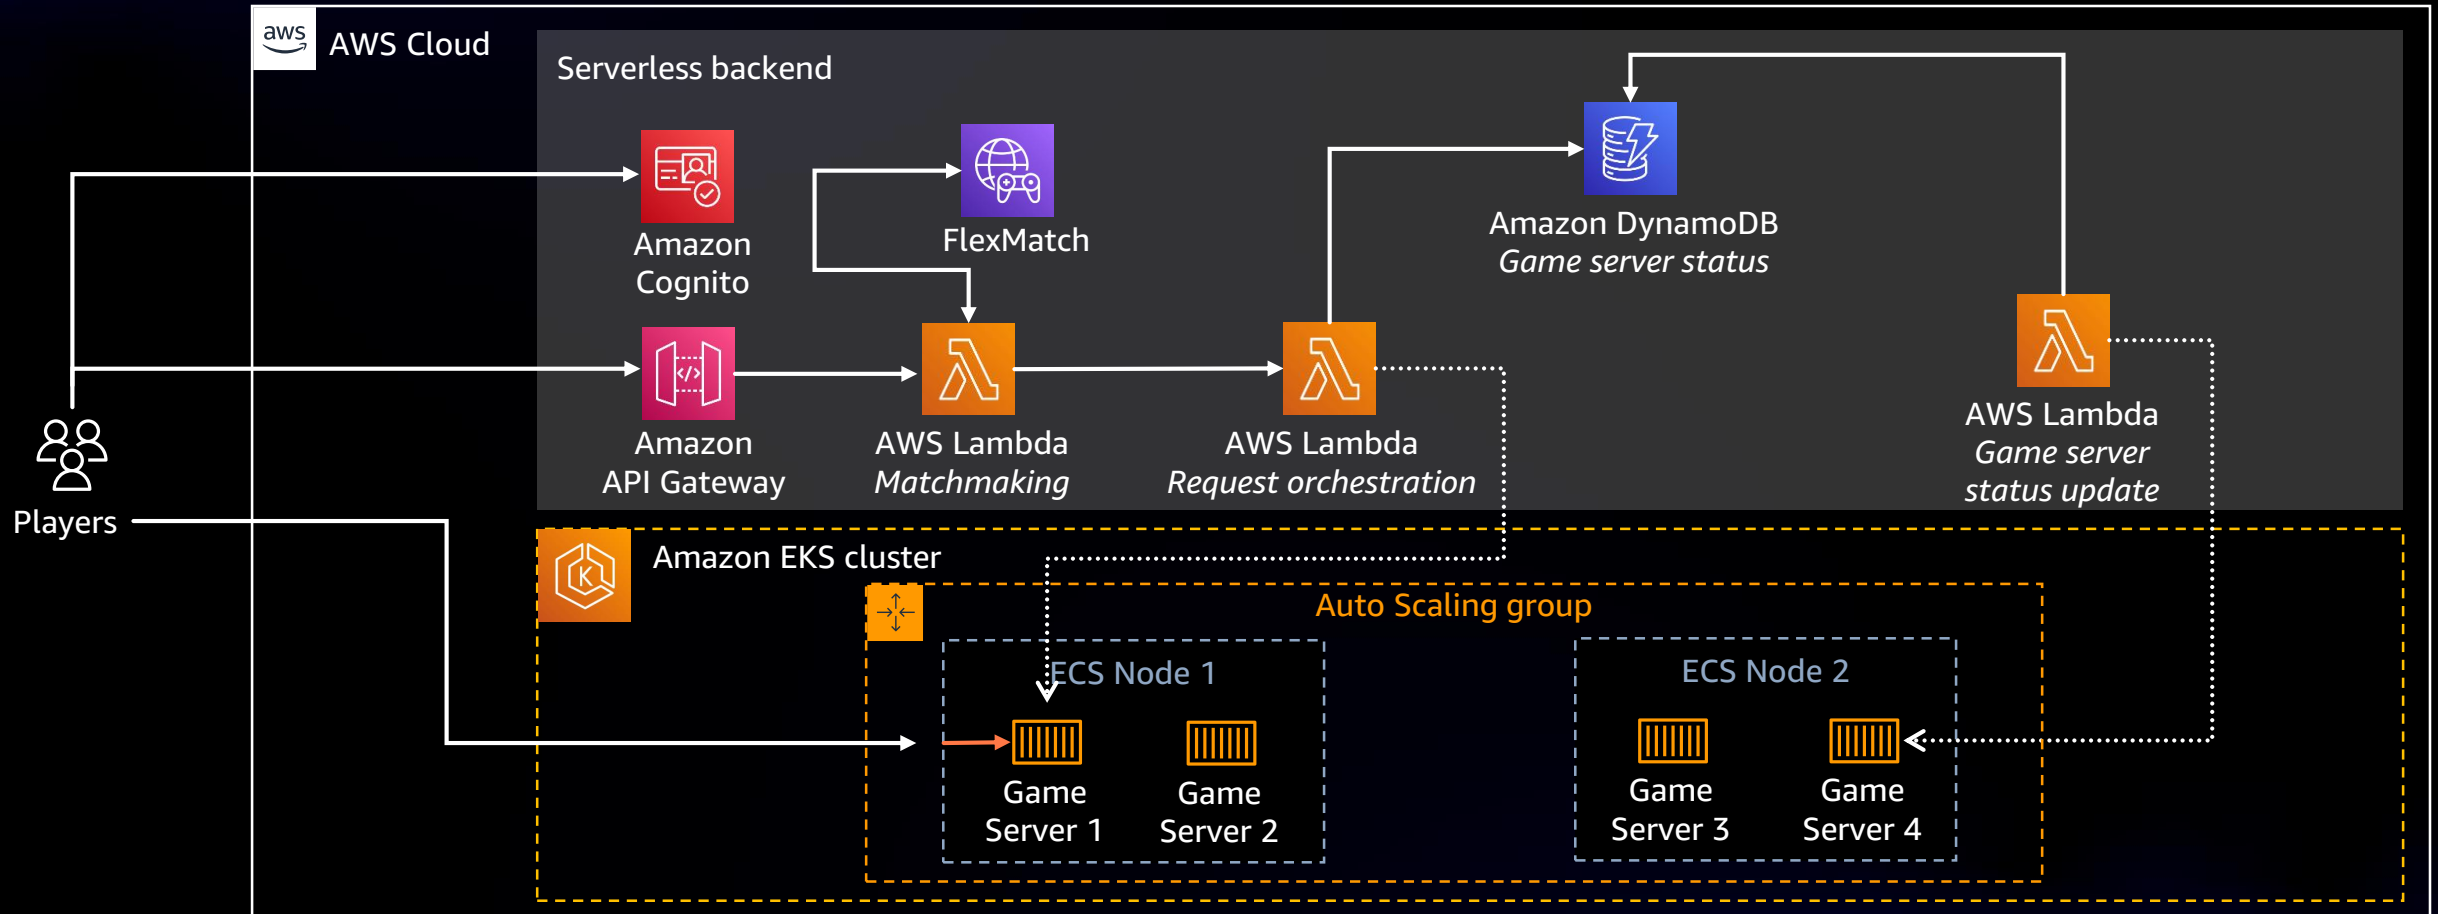 aws
AWS Cloud
Serverless backend
Amazon
Cognito
FlexMatch
Amazon DynamoDB
Game server status
</>
Amazon
API Gateway
AWS Lambda
Matchmaking
AWS Lambda
Request orchestration
AWS Lambda
Game server
status update
Players
K
Amazon EKS cluster
Auto Scaling group
ECS Node 1
Game
Server 1
Game
Server 2
ECS Node 2
Game
Server 3
Game
Server 4